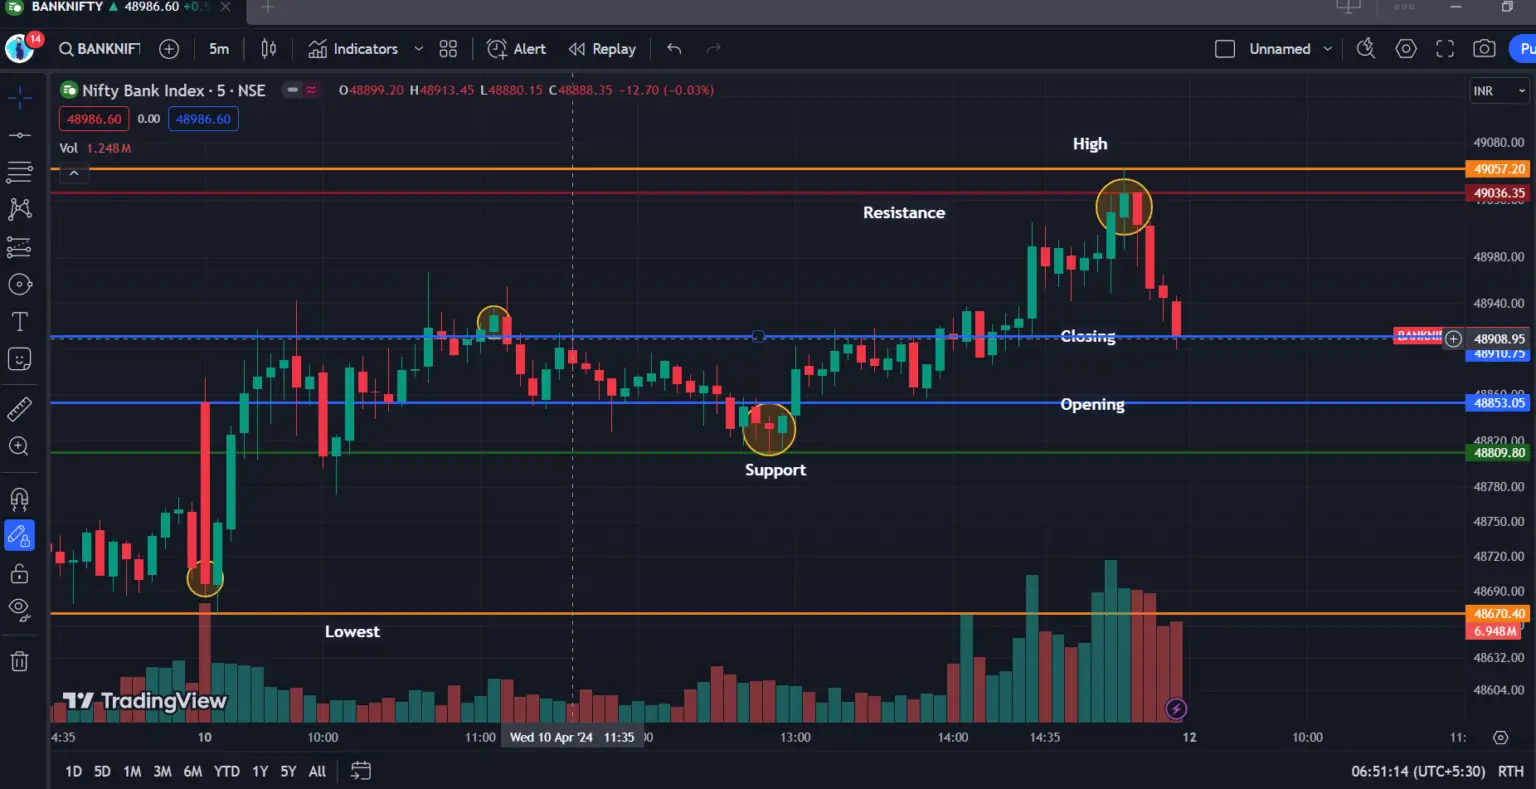 BANKNIFTY ▲ 48986.60 +0.5
14 BANKNIFT 5m Indicators Alert Replay Unnamed Pu
Nifty Bank Index · 5 · NSE O48899.20 H48913.45 L48880.15 C48888.35 −12.70 (−0.03%) INR
48986.60 0.00 48986.60
Vol 1.248M
High
49080.00
49057.20
49036.35
Resistance
48980.00
48940.00
Closing
48908.95
48910.75
Opening
48853.05
48820.00
48809.80
Support
48780.00
48750.00
48720.00
48690.00
48670.40
Lowest
6.948M
48632.00
48604.00
TradingView
4:35 10 10:00 11:00 Wed 10 Apr '24 11:35 13:00 14:00 14:35 12 10:00 11:
1D 5D 1M 3M 6M YTD 1Y 5Y All 06:51:14 (UTC+5:30) RTH